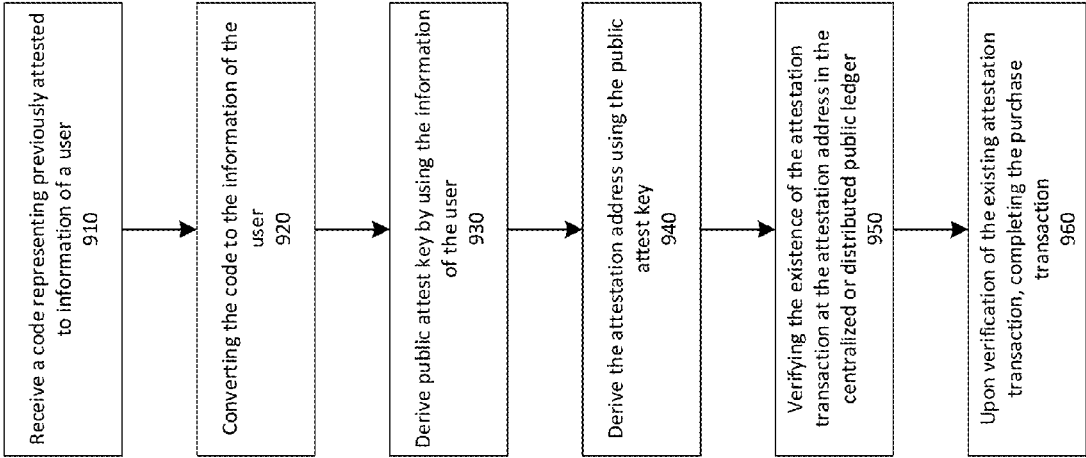 Receive a code representing previously attested
to information of a user
910
Converting the code to the information of the
user
920
Derive public attest key by using the information
of the user
930
Derive the attestation address using the public
attest key
940
Verifying the existence of the attestation
transaction at the attestation address in the
centralized or distributed public ledger
950
Upon verification of the existing attestation
transaction, completing the purchase
transaction
960